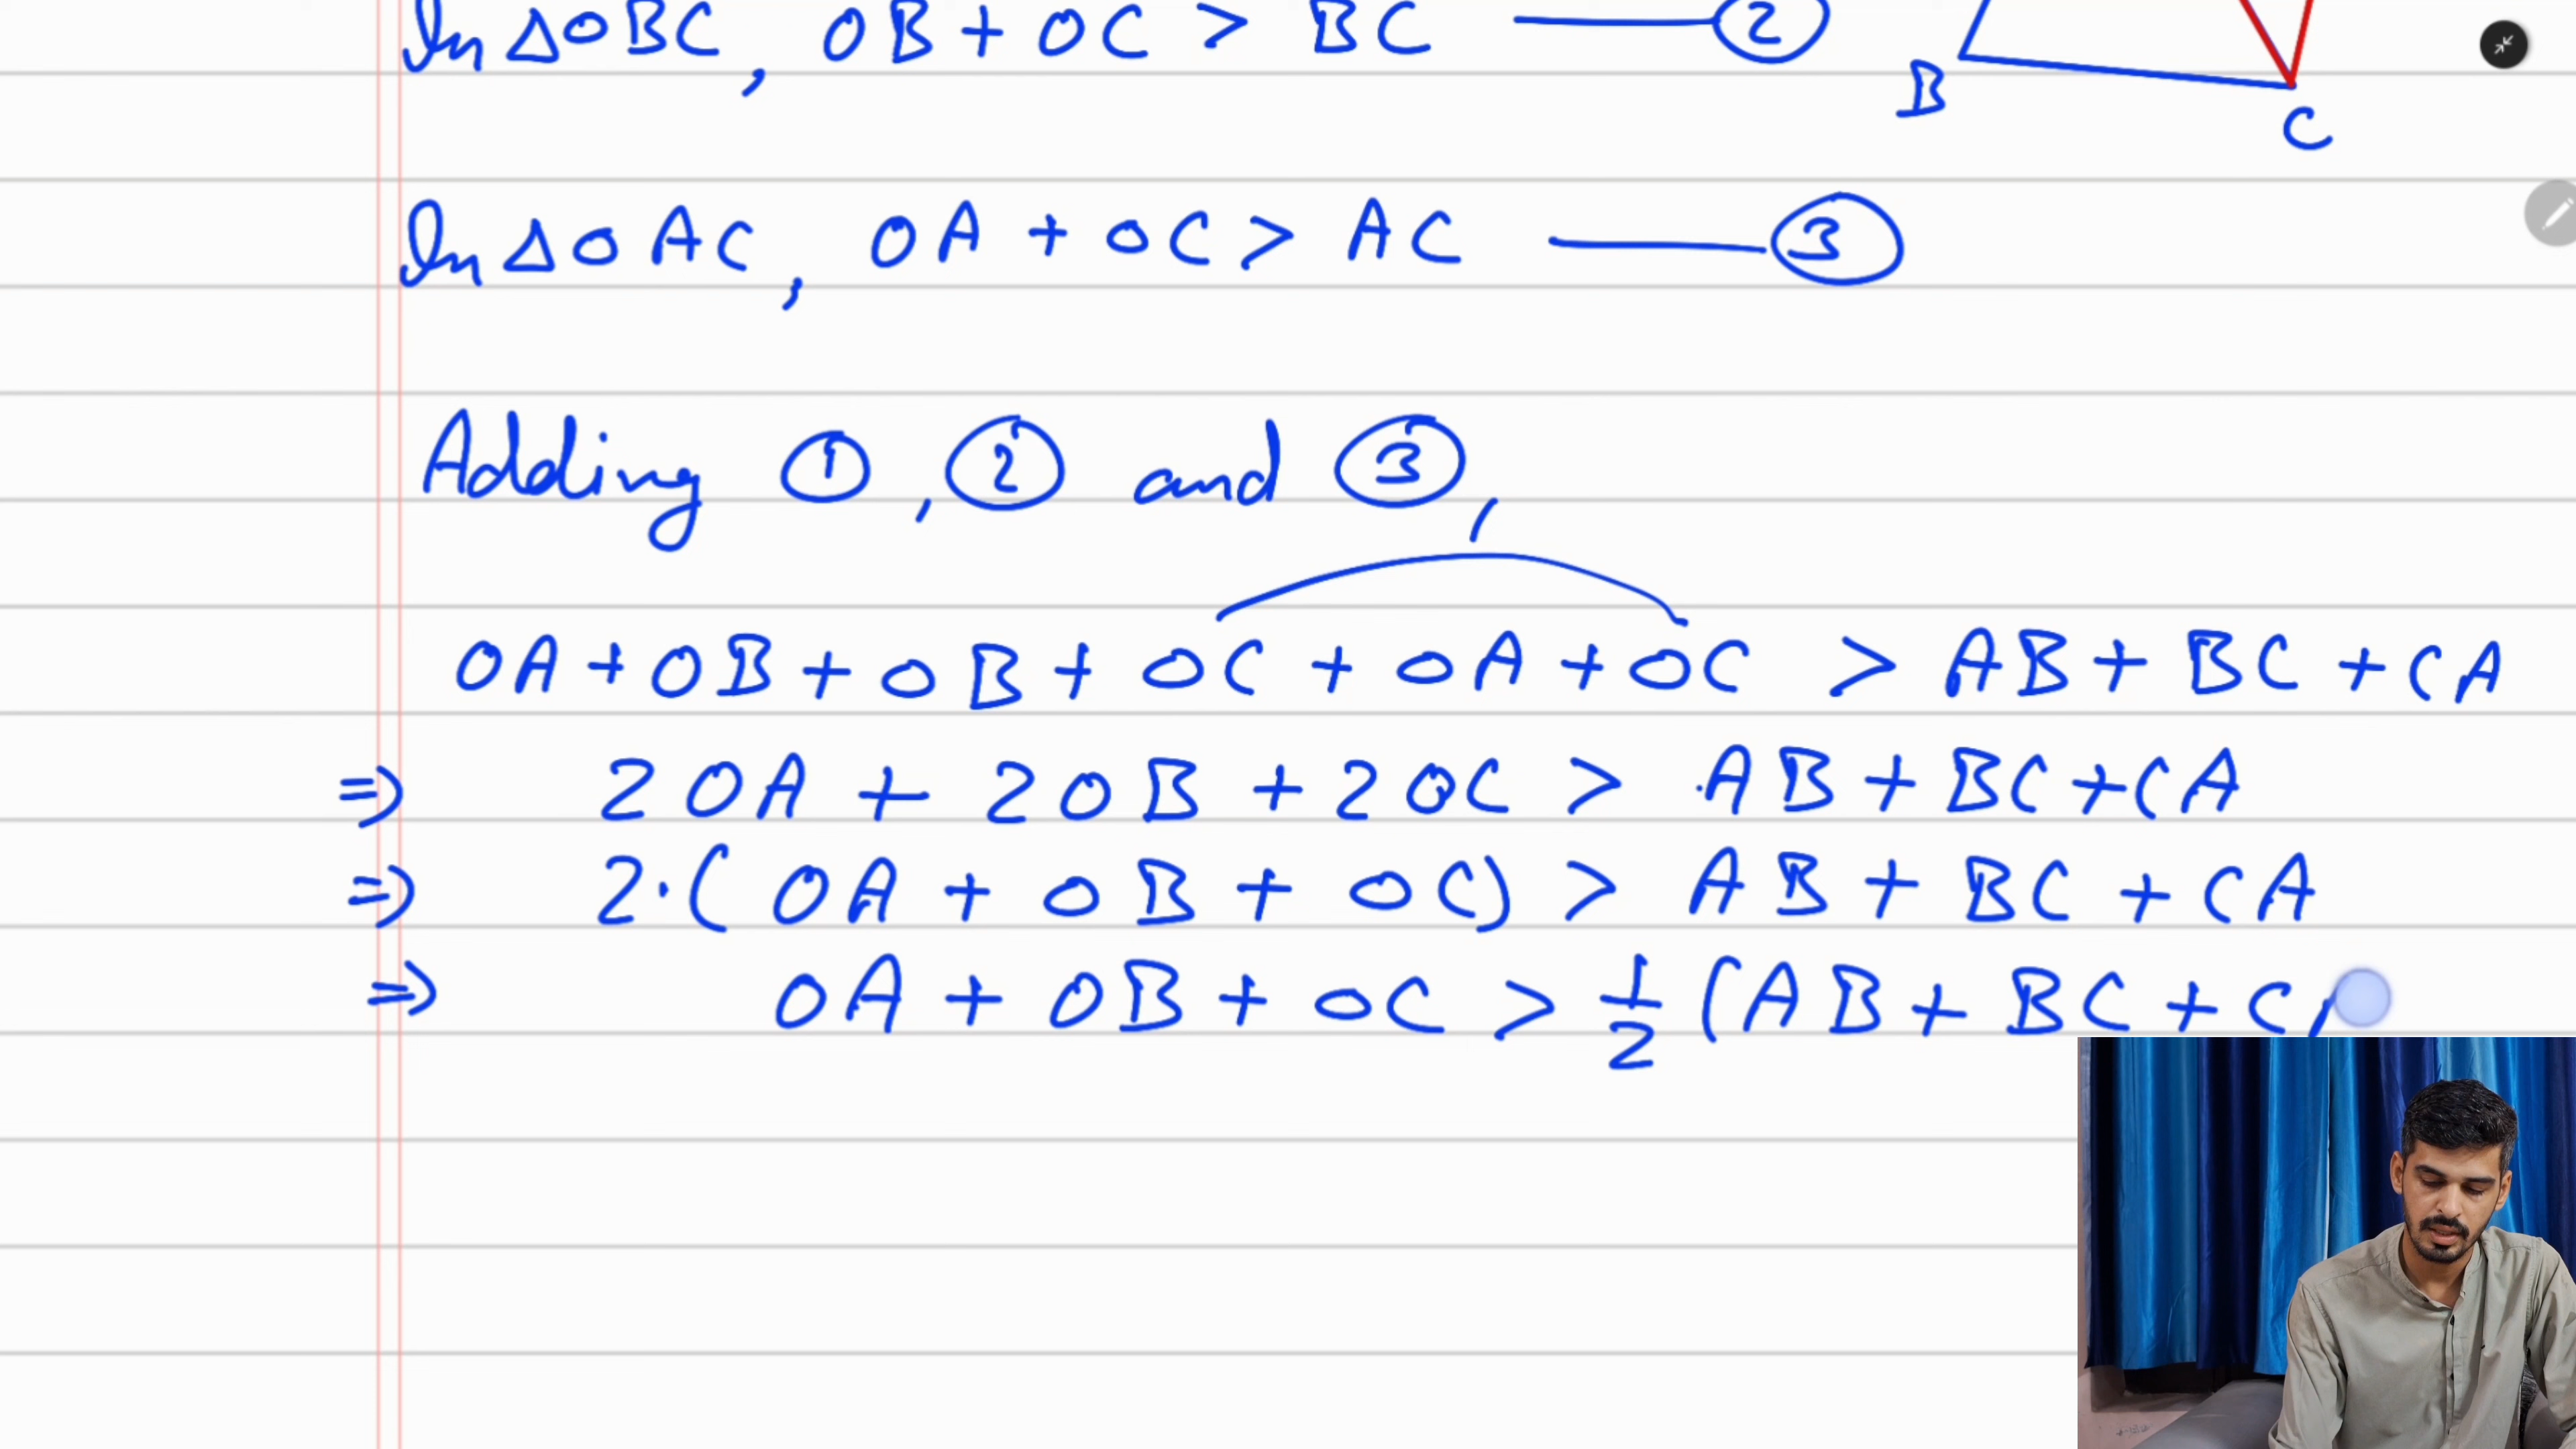 In △OBC, OB + OC > BC —— ②
B
C
In △OAC, OA + OC > AC —— ③
Adding ①, ② and ③,
OA + OB + OB + OC + OA + OC > AB + BC + CA
⇒ 2OA + 2OB + 2OC > AB + BC + CA
⇒ 2·(OA + OB + OC) > AB + BC + CA
⇒ OA + OB + OC > 1/2 (AB + BC + C